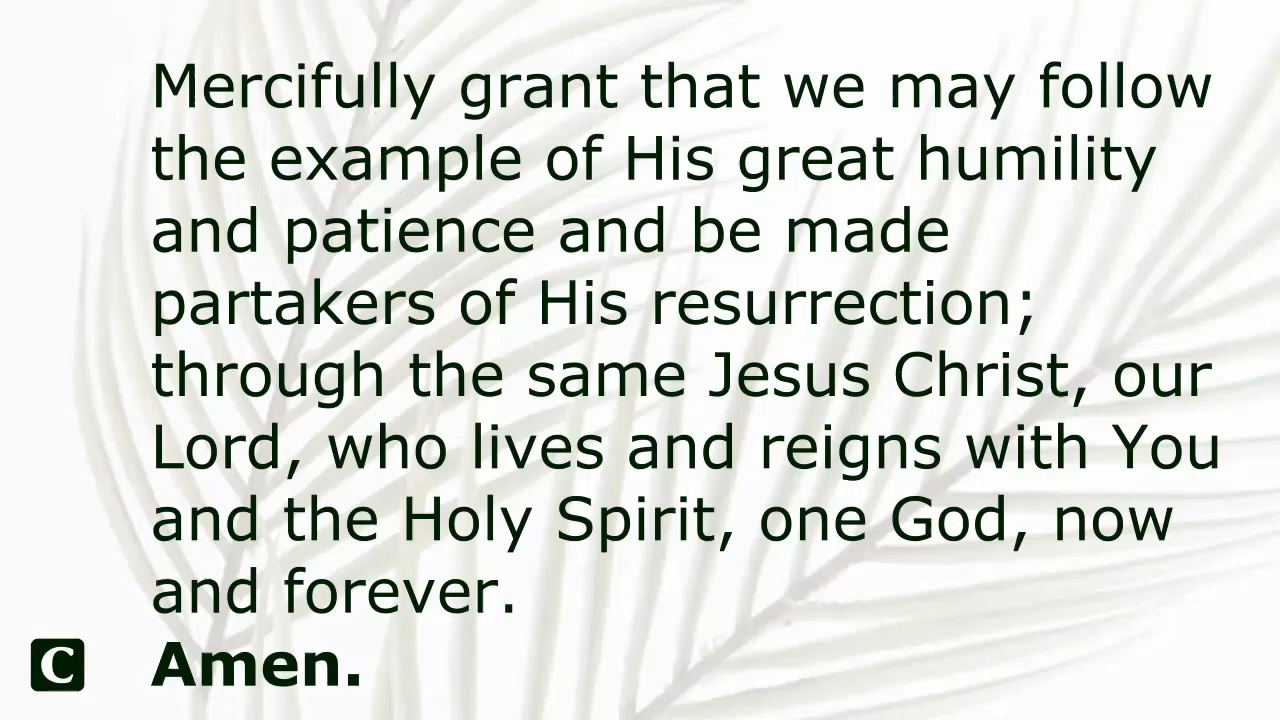 Mercifully grant that we may follow
the example of His great humility
and patience and be made
partakers of His resurrection;
through the same Jesus Christ, our
Lord, who lives and reigns with You
and the Holy Spirit, one God, now
and forever.
C Amen.